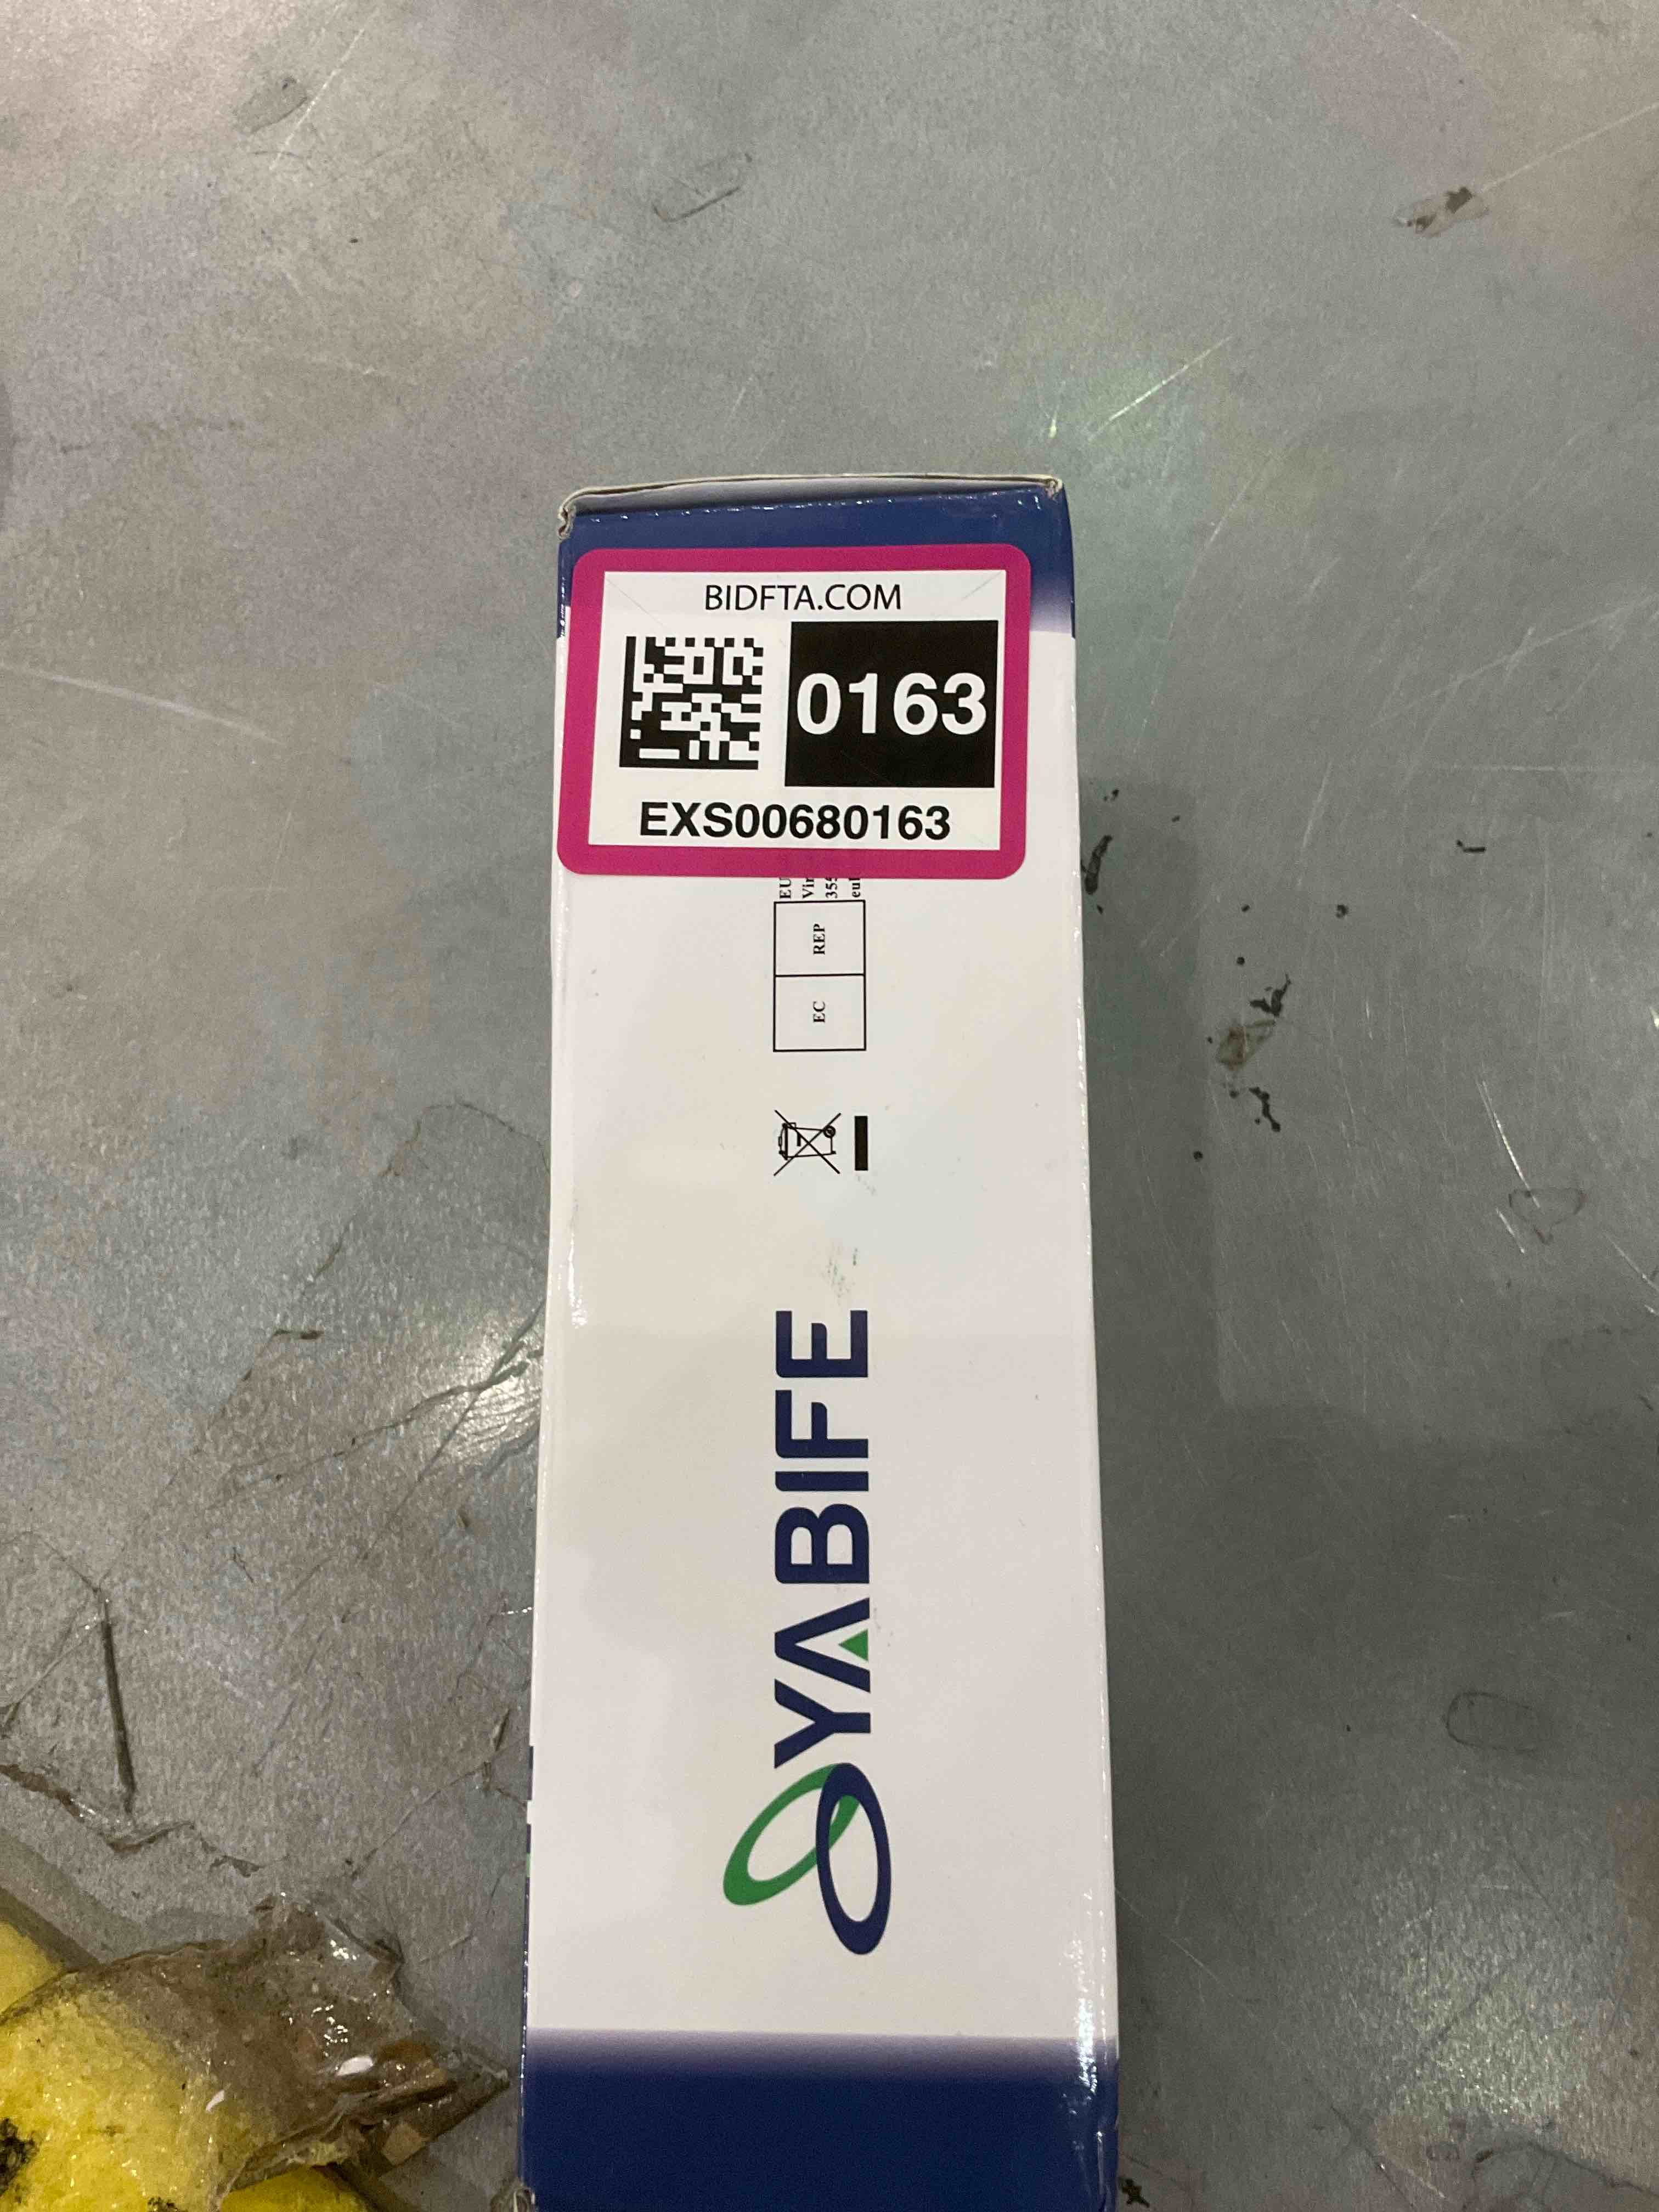 BIDFTA.COM
0163
EXS00680163
EC REP
YABIFE